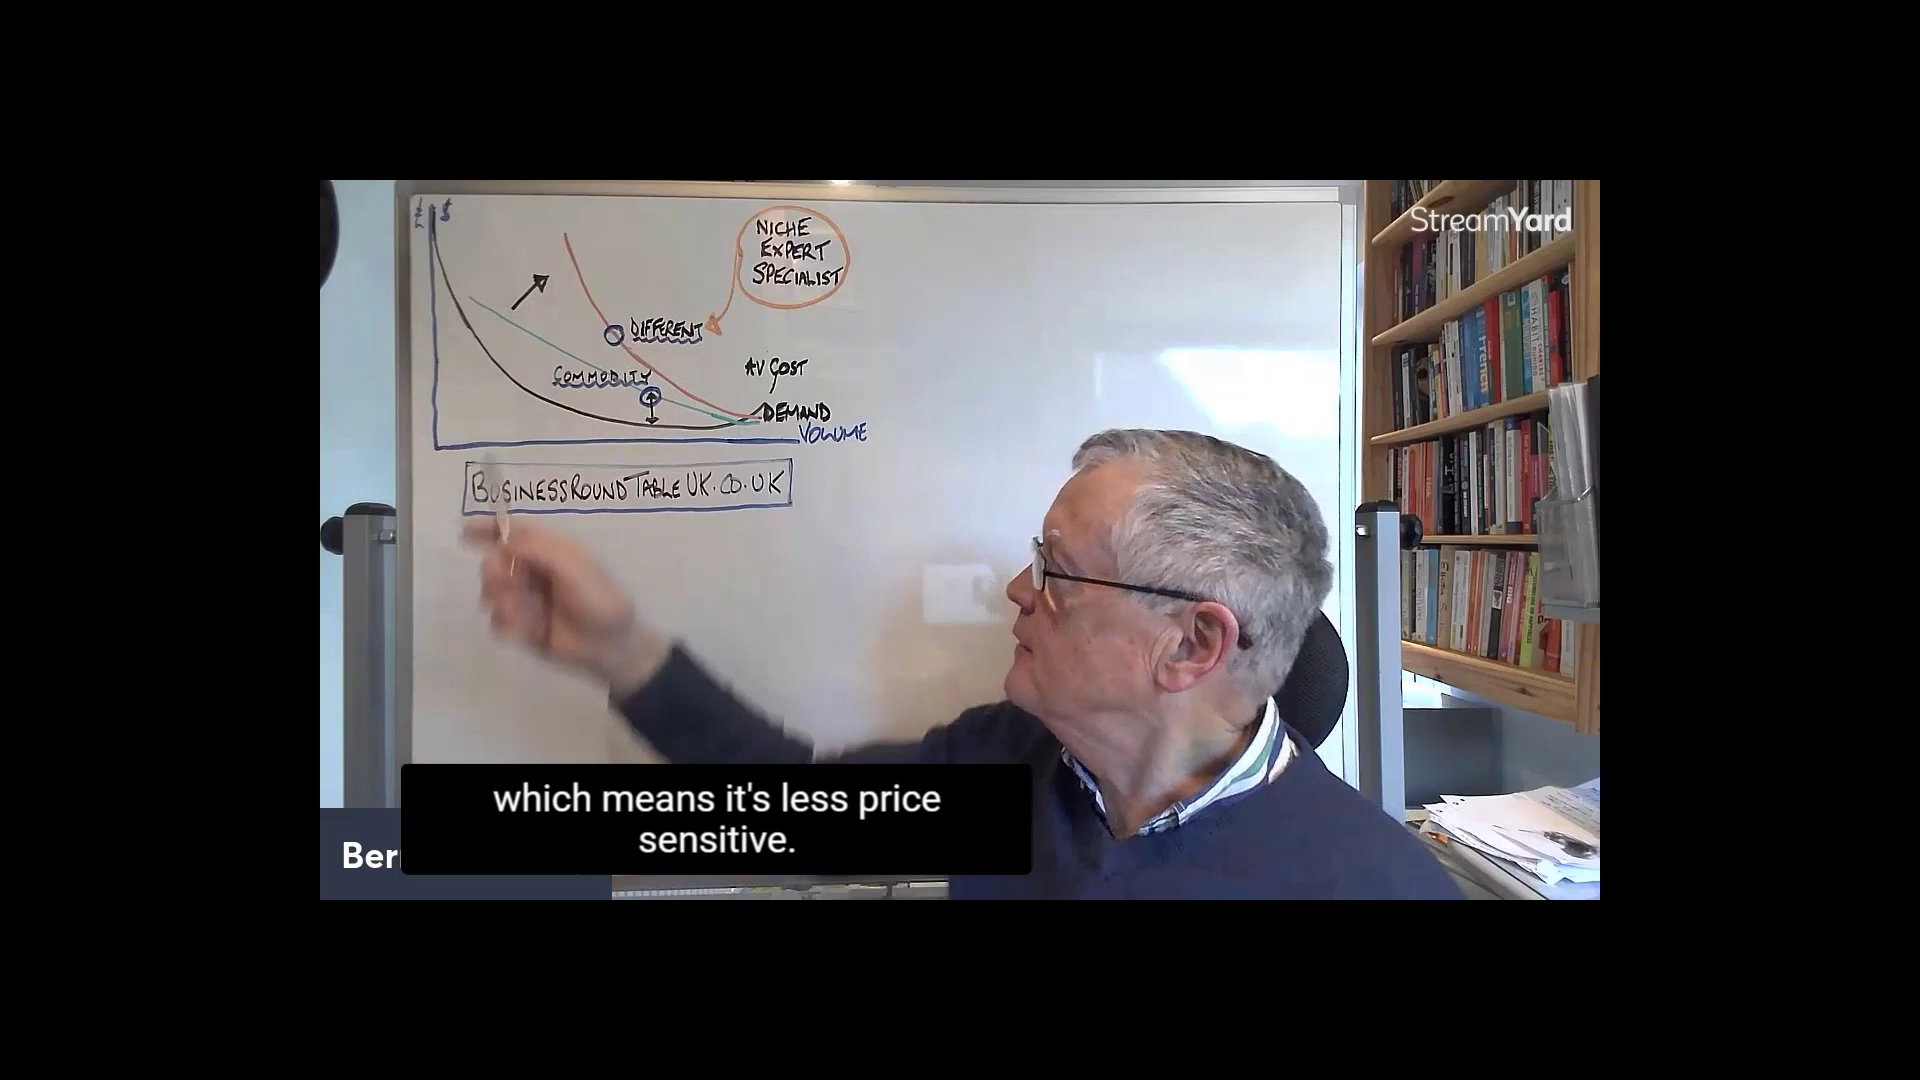 StreamYard
£ $
NICHE
EXPERT
SPECIALIST
DIFFERENT
AV COST
COMMODITY
DEMAND
VOLUME
BUSINESSROUNDTABLEUK.CO.UK
which means it's less price
sensitive.
Ber